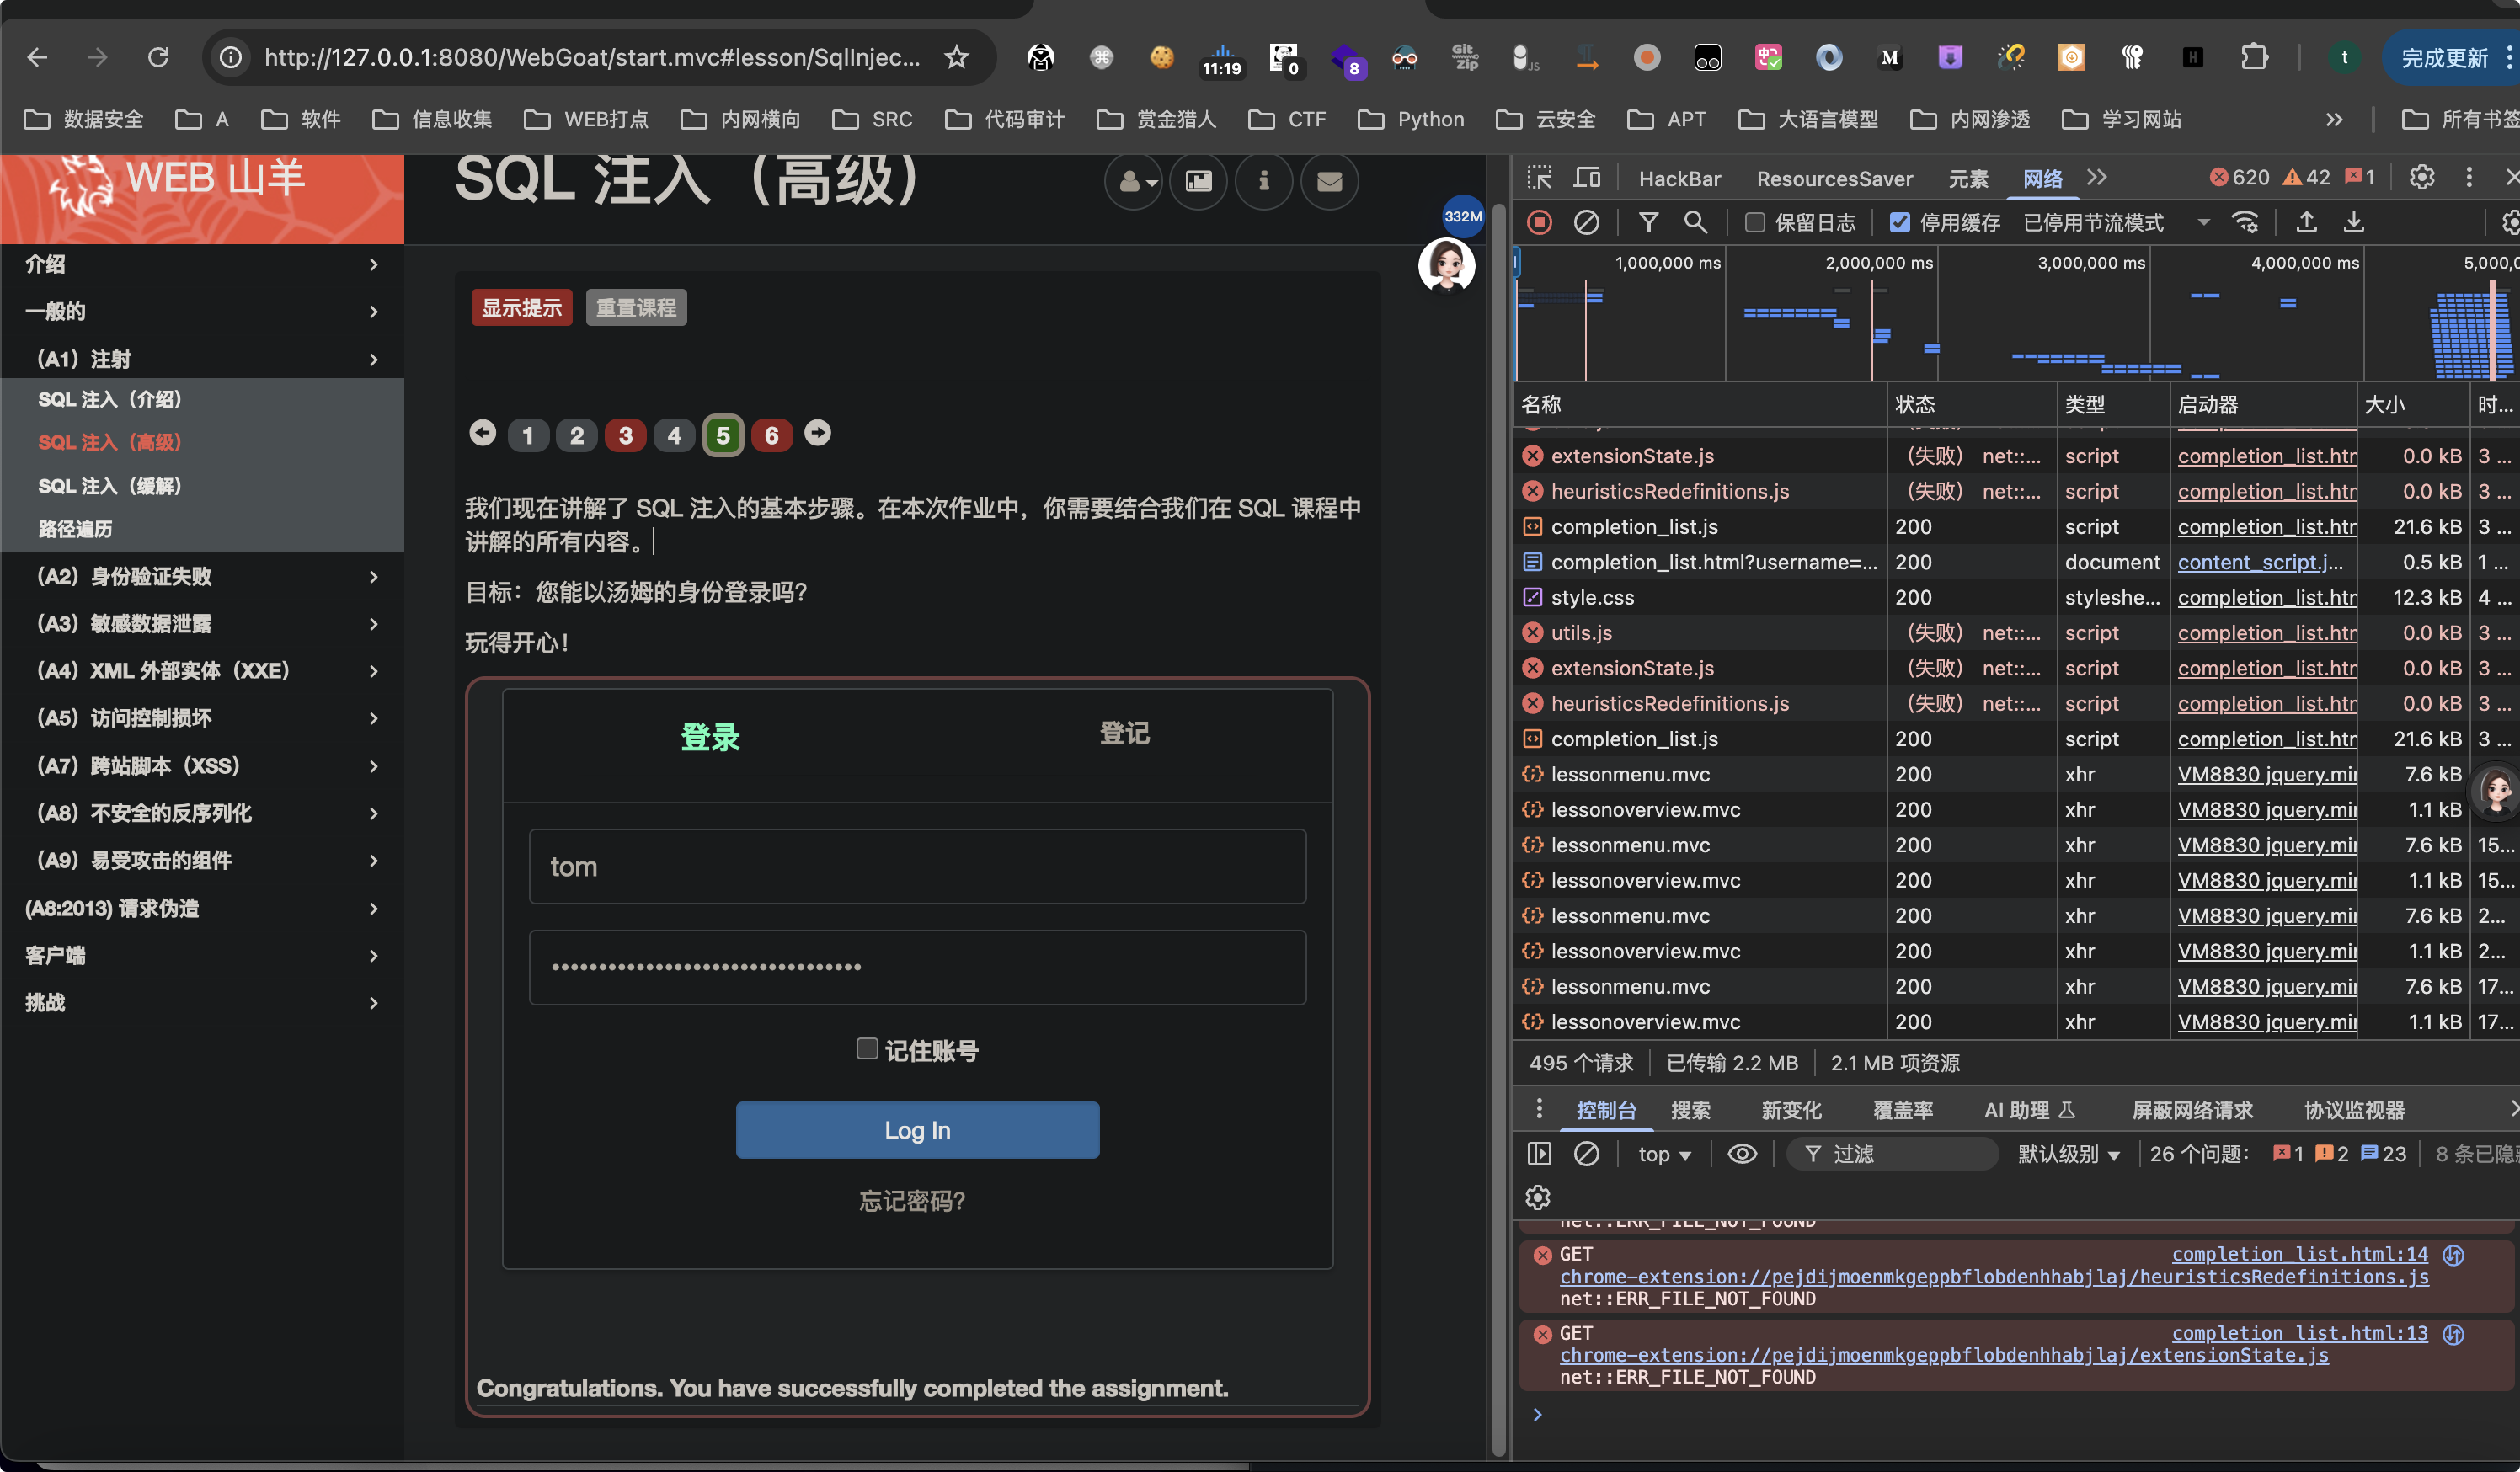 http://127.0.0.1:8080/WebGoat/start.mvc#lesson/SqlInjec...
11:19
0
8
Git Zip
JS
M
H
t
完成更新
数据安全
A
软件
信息收集
WEB打点
内网横向
SRC
代码审计
赏金猎人
CTF
Python
云安全
APT
大语言模型
内网渗透
学习网站
»
所有书签
WEB 山羊
介绍
一般的
（A1）注射
SQL 注入（介绍）
SQL 注入（高级）
SQL 注入（缓解）
路径遍历
（A2）身份验证失败
（A3）敏感数据泄露
（A4）XML 外部实体（XXE）
（A5）访问控制损坏
（A7）跨站脚本（XSS）
（A8）不安全的反序列化
（A9）易受攻击的组件
(A8:2013) 请求伪造
客户端
挑战
SQL 注入（高级）
332M
显示提示
重置课程
1
2
3
4
5
6
我们现在讲解了 SQL 注入的基本步骤。在本次作业中，你需要结合我们在 SQL 课程中
讲解的所有内容。
目标：您能以汤姆的身份登录吗？
玩得开心！
登录
登记
tom
•••••••••••••••••••••••••••••••••
记住账号
Log In
忘记密码？
Congratulations. You have successfully completed the assignment.
HackBar
ResourcesSaver
元素
网络
620
42
1
保留日志
停用缓存
已停用节流模式
1,000,000 ms
2,000,000 ms
3,000,000 ms
4,000,000 ms
5,000,0
名称 状态 类型 启动器 大小 时...
extensionState.js （失败） net::... script completion_list.htm 0.0 kB 3 ...
heuristicsRedefinitions.js （失败） net::... script completion_list.htm 0.0 kB 3 ...
completion_list.js 200 script completion_list.htm 21.6 kB 3 ...
completion_list.html?username=... 200 document content_script.j... 0.5 kB 1 ...
style.css 200 styleshe... completion_list.htm 12.3 kB 4 ...
utils.js （失败） net::... script completion_list.htm 0.0 kB 3 ...
extensionState.js （失败） net::... script completion_list.htm 0.0 kB 3 ...
heuristicsRedefinitions.js （失败） net::... script completion_list.htm 0.0 kB 3 ...
completion_list.js 200 script completion_list.htm 21.6 kB 3 ...
lessonmenu.mvc 200 xhr VM8830 jquery.min 7.6 kB
lessonoverview.mvc 200 xhr VM8830 jquery.min 1.1 kB
lessonmenu.mvc 200 xhr VM8830 jquery.min 7.6 kB 15...
lessonoverview.mvc 200 xhr VM8830 jquery.min 1.1 kB 15...
lessonmenu.mvc 200 xhr VM8830 jquery.min 7.6 kB 2...
lessonoverview.mvc 200 xhr VM8830 jquery.min 1.1 kB 2...
lessonmenu.mvc 200 xhr VM8830 jquery.min 7.6 kB 17...
lessonoverview.mvc 200 xhr VM8830 jquery.min 1.1 kB 17...
495 个请求
已传输 2.2 MB
2.1 MB 项资源
控制台
搜索
新变化
覆盖率
AI 助理
屏蔽网络请求
协议监视器
top
过滤
默认级别
26 个问题：
1
2
23
8 条已隐
net::ERR_FILE_NOT_FOUND
GET completion_list.html:14
chrome-extension://pejdijmoenmkgeppbflobdenhhabjlaj/heuristicsRedefinitions.js
net::ERR_FILE_NOT_FOUND
GET completion_list.html:13
chrome-extension://pejdijmoenmkgeppbflobdenhhabjlaj/extensionState.js
net::ERR_FILE_NOT_FOUND